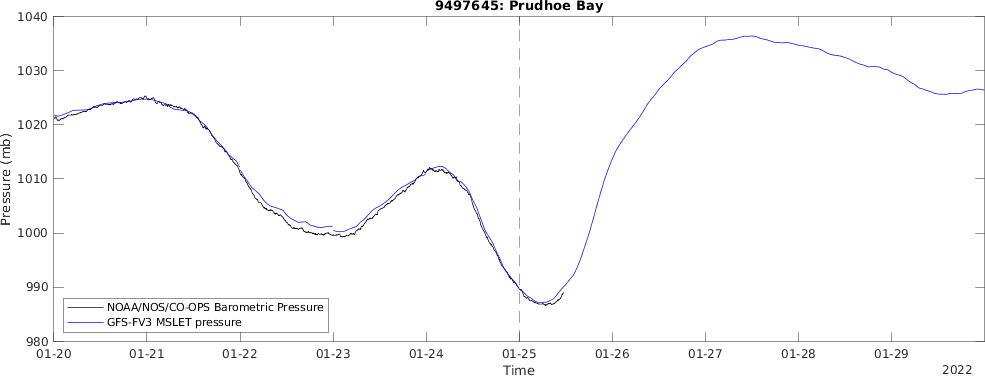 9497645: Prudhoe Bay
1040
1030
1020
1010
1000
990
980
Pressure (mb)
NOAA/NOS/CO-OPS Barometric Pressure
GFS-FV3 MSLET pressure
01-20 01-21 01-22 01-23 01-24 01-25 01-26 01-27 01-28 01-29
Time
2022